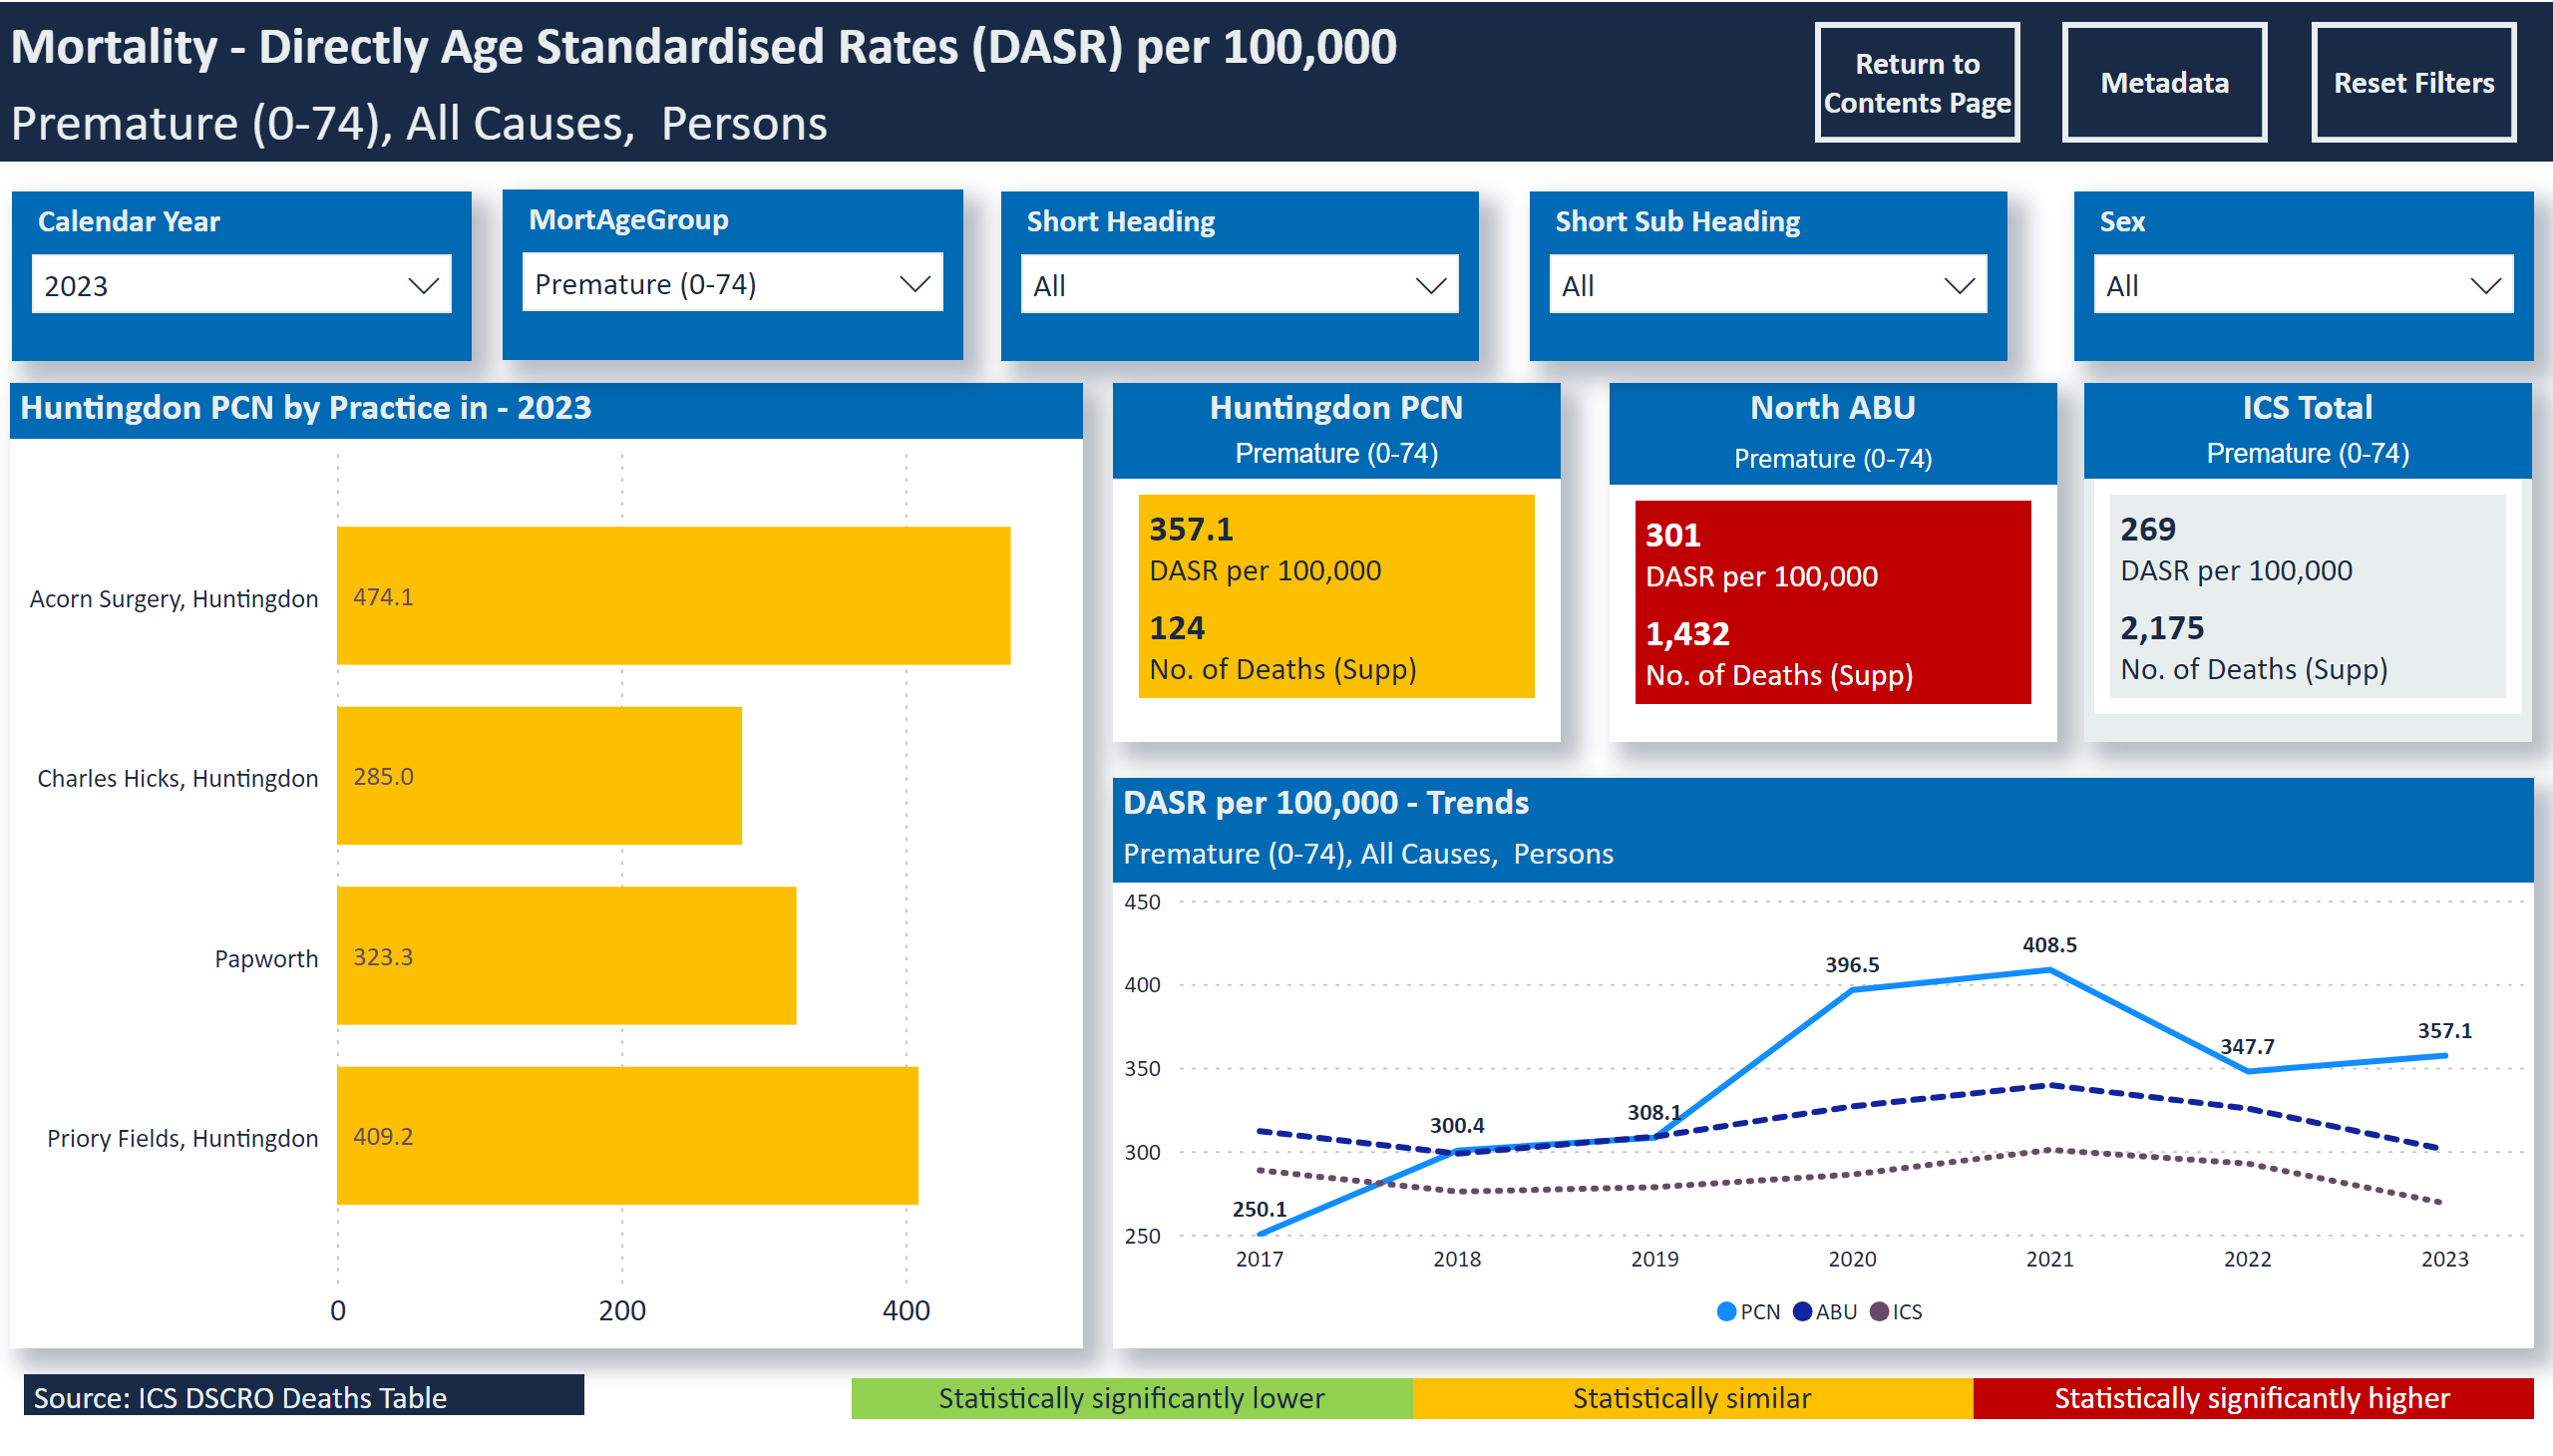 Mortality - Directly Age Standardised Rates (DASR) per 100,000
Premature (0-74), All Causes,  Persons
Return to
Contents Page
Metadata
Reset Filters
Calendar Year
2023
MortAgeGroup
Premature (0-74)
Short Heading
All
Short Sub Heading
All
Sex
All
Huntingdon PCN by Practice in - 2023
Acorn Surgery, Huntingdon
474.1
Charles Hicks, Huntingdon
285.0
Papworth
323.3
Priory Fields, Huntingdon
409.2
0
200
400
Huntingdon PCN
Premature (0-74)
357.1
DASR per 100,000
124
No. of Deaths (Supp)
North ABU
Premature (0-74)
301
DASR per 100,000
1,432
No. of Deaths (Supp)
ICS Total
Premature (0-74)
269
DASR per 100,000
2,175
No. of Deaths (Supp)
DASR per 100,000 - Trends
Premature (0-74), All Causes,  Persons
450
400
350
300
250
250.1
300.4
308.1
396.5
408.5
347.7
357.1
2017
2018
2019
2020
2021
2022
2023
PCN
ABU
ICS
Source: ICS DSCRO Deaths Table
Statistically significantly lower
Statistically similar
Statistically significantly higher